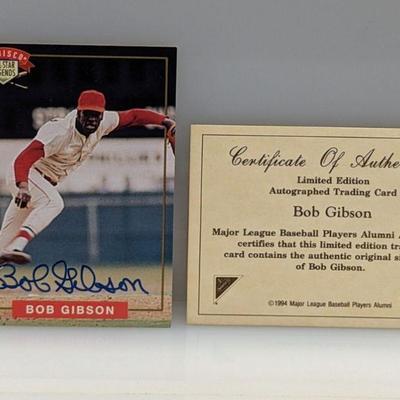 BISCO
STAR
LEGENDS
Bob Gibson
BOB GIBSON
Certificate Of Authe
Limited Edition
Autographed Trading Card
Bob Gibson
Major League Baseball Players Alumni A
certifies that this limited edition tra
card contains the authentic original si
of Bob Gibson.
©1994 Major League Baseball Players Alumni